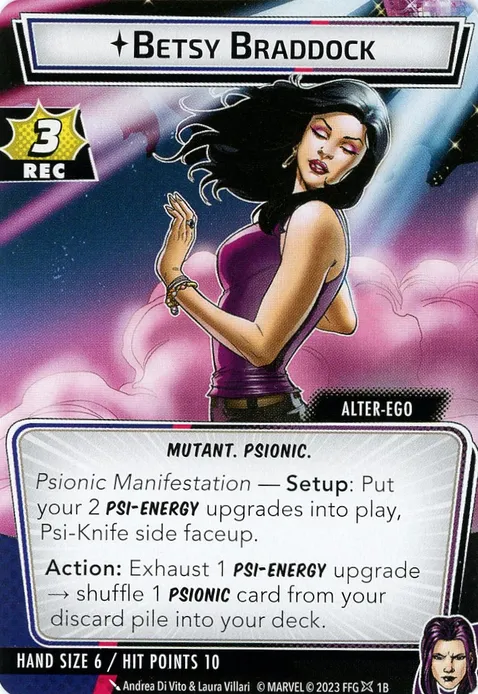 BETSY BRADDOCK
3
REC
ALTER-EGO
MUTANT. PSIONIC.
Psionic Manifestation — Setup: Put
your 2 PSI-ENERGY upgrades into play,
Psi-Knife side faceup.
Action: Exhaust 1 PSI-ENERGY upgrade
→ shuffle 1 PSIONIC card from your
discard pile into your deck.
HAND SIZE 6 / HIT POINTS 10
Andrea Di Vito & Laura Villari © MARVEL © 2023 FFG 1B